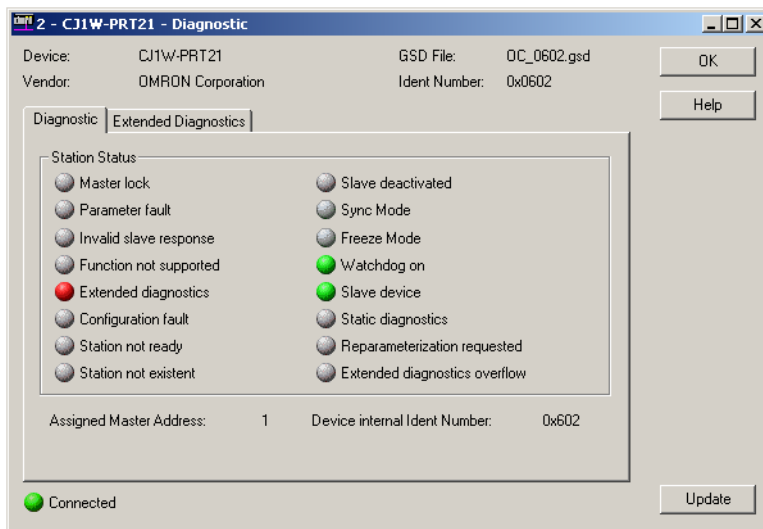 2 - CJ1W-PRT21 - Diagnostic
Device: CJ1W-PRT21 GSD File: OC_0602.gsd
Vendor: OMRON Corporation Ident Number: 0x0602
OK
Help
Diagnostic Extended Diagnostics
Station Status
Master lock Slave deactivated
Parameter fault Sync Mode
Invalid slave response Freeze Mode
Function not supported Watchdog on
Extended diagnostics Slave device
Configuration fault Static diagnostics
Station not ready Reparameterization requested
Station not existent Extended diagnostics overflow
Assigned Master Address: 1 Device internal Ident Number: 0x602
Connected
Update